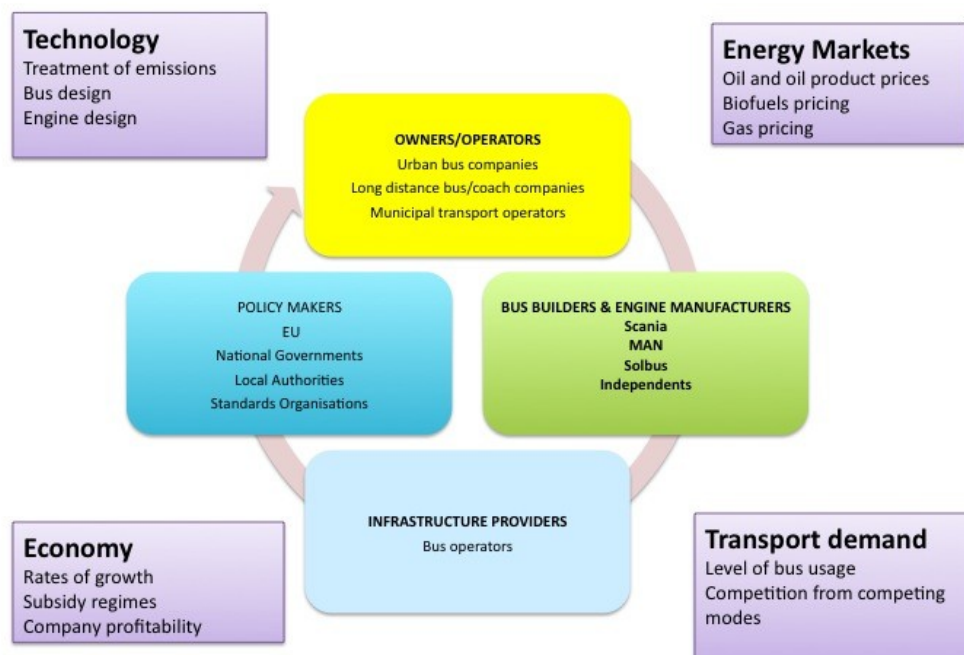 Technology
Treatment of emissions
Bus design
Engine design
Energy Markets
Oil and oil product prices
Biofuels pricing
Gas pricing
OWNERS/OPERATORS
Urban bus companies
Long distance bus/coach companies
Municipal transport operators
POLICY MAKERS
EU
National Governments
Local Authorities
Standards Organisations
BUS BUILDERS & ENGINE MANUFACTURERS
Scania
MAN
Solbus
Independents
INFRASTRUCTURE PROVIDERS
Bus operators
Economy
Rates of growth
Subsidy regimes
Company profitability
Transport demand
Level of bus usage
Competition from competing
modes